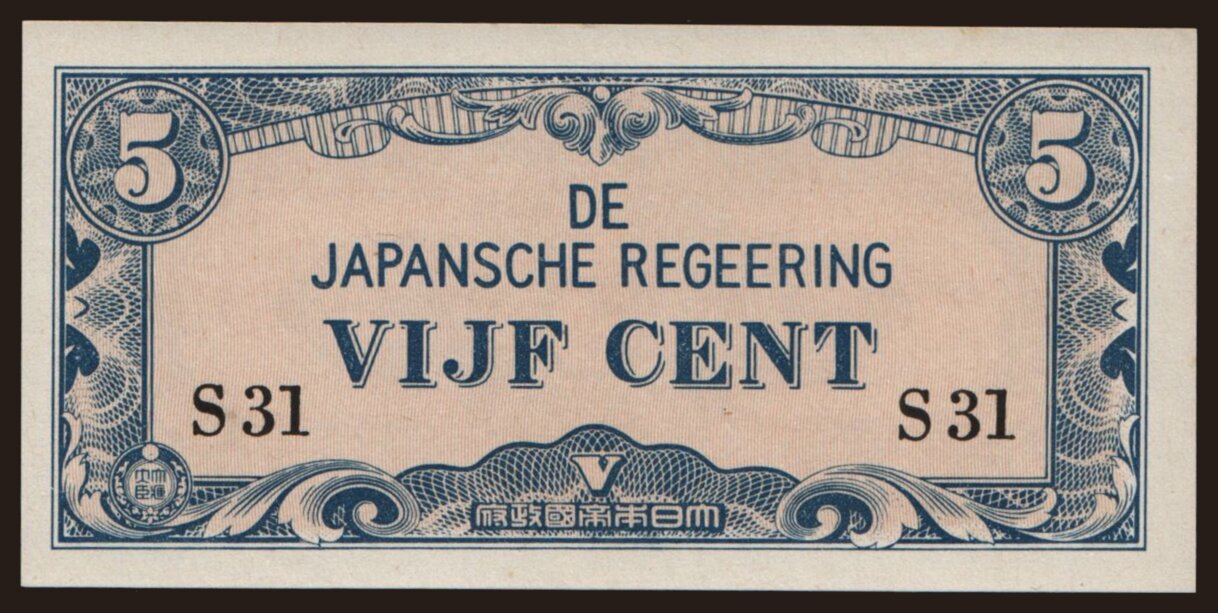 5 5
DE
JAPANSCHE REGEERING
VIJF CENT
S 31 S 31
V
府政國帝本日大